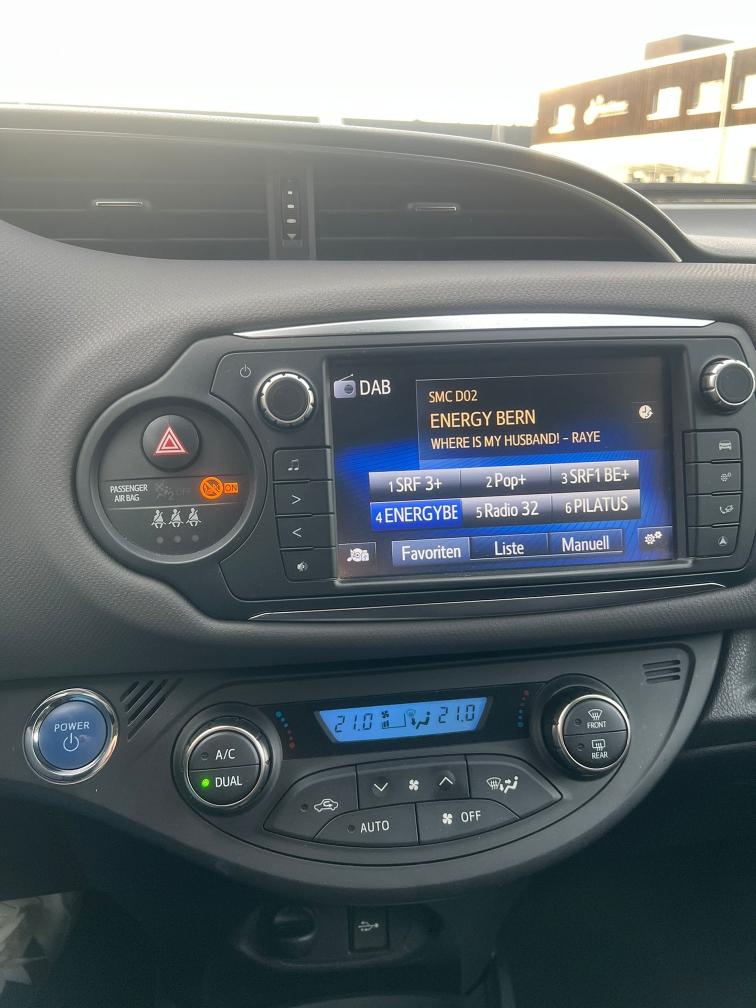 DAB
SMC D02
ENERGY BERN
WHERE IS MY HUSBAND! - RAYE
1 SRF 3+
2 Pop+
3 SRF1 BE+
4 ENERGYBE
5 Radio 32
6 PILATUS
Favoriten
Liste
Manuell
PASSENGER
AIR BAG
OFF
ON
POWER
A/C
DUAL
21.0
21.0
FRONT
REAR
AUTO
OFF